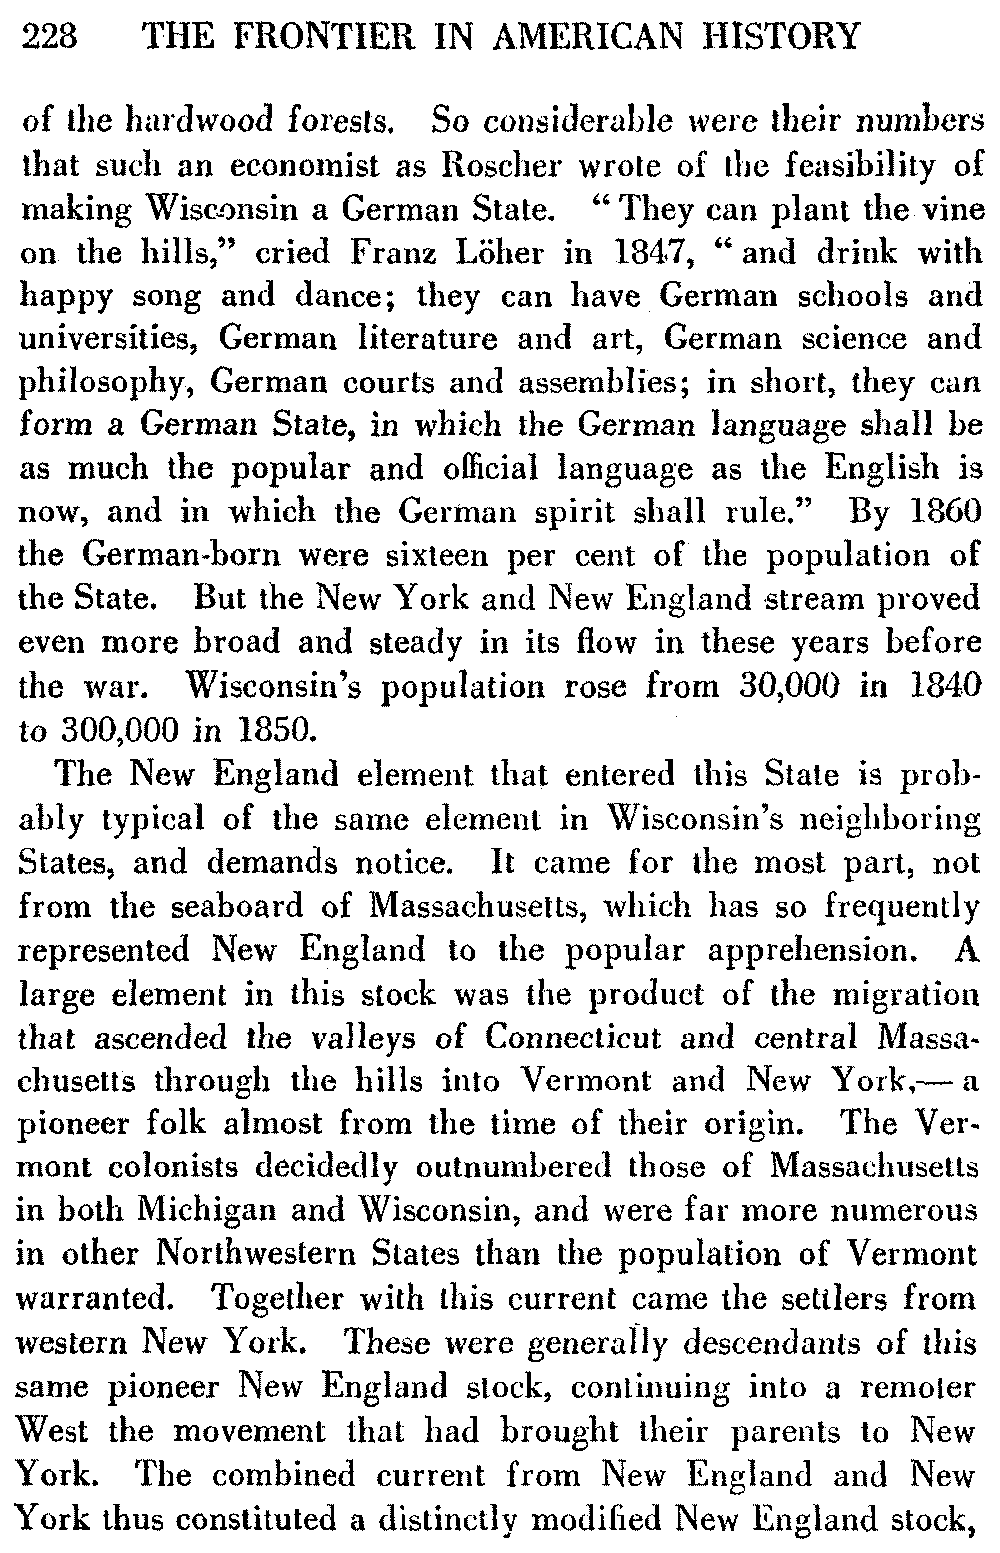 228 THE FRONTIER IN AMERICAN HISTORY
of the hardwood forests. So considerable were their numbers
that such an economist as Roscher wrote of the feasibility of
making Wisconsin a German State. “ They can plant the vine
on the hills,” cried Franz Löher in 1847, “ and drink with
happy song and dance; they can have German schools and
universities, German literature and art, German science and
philosophy, German courts and assemblies; in short, they can
form a German State, in which the German language shall be
as much the popular and official language as the English is
now, and in which the German spirit shall rule.” By 1860
the German-born were sixteen per cent of the population of
the State. But the New York and New England stream proved
even more broad and steady in its flow in these years before
the war. Wisconsin’s population rose from 30,000 in 1840
to 300,000 in 1850.
The New England element that entered this State is prob-
ably typical of the same element in Wisconsin’s neighboring
States, and demands notice. It came for the most part, not
from the seaboard of Massachusetts, which has so frequently
represented New England to the popular apprehension. A
large element in this stock was the product of the migration
that ascended the valleys of Connecticut and central Massa-
chusetts through the hills into Vermont and New York,— a
pioneer folk almost from the time of their origin. The Ver-
mont colonists decidedly outnumbered those of Massachusetts
in both Michigan and Wisconsin, and were far more numerous
in other Northwestern States than the population of Vermont
warranted. Together with this current came the settlers from
western New York. These were generally descendants of this
same pioneer New England stock, continuing into a remoter
West the movement that had brought their parents to New
York. The combined current from New England and New
York thus constituted a distinctly modified New England stock,